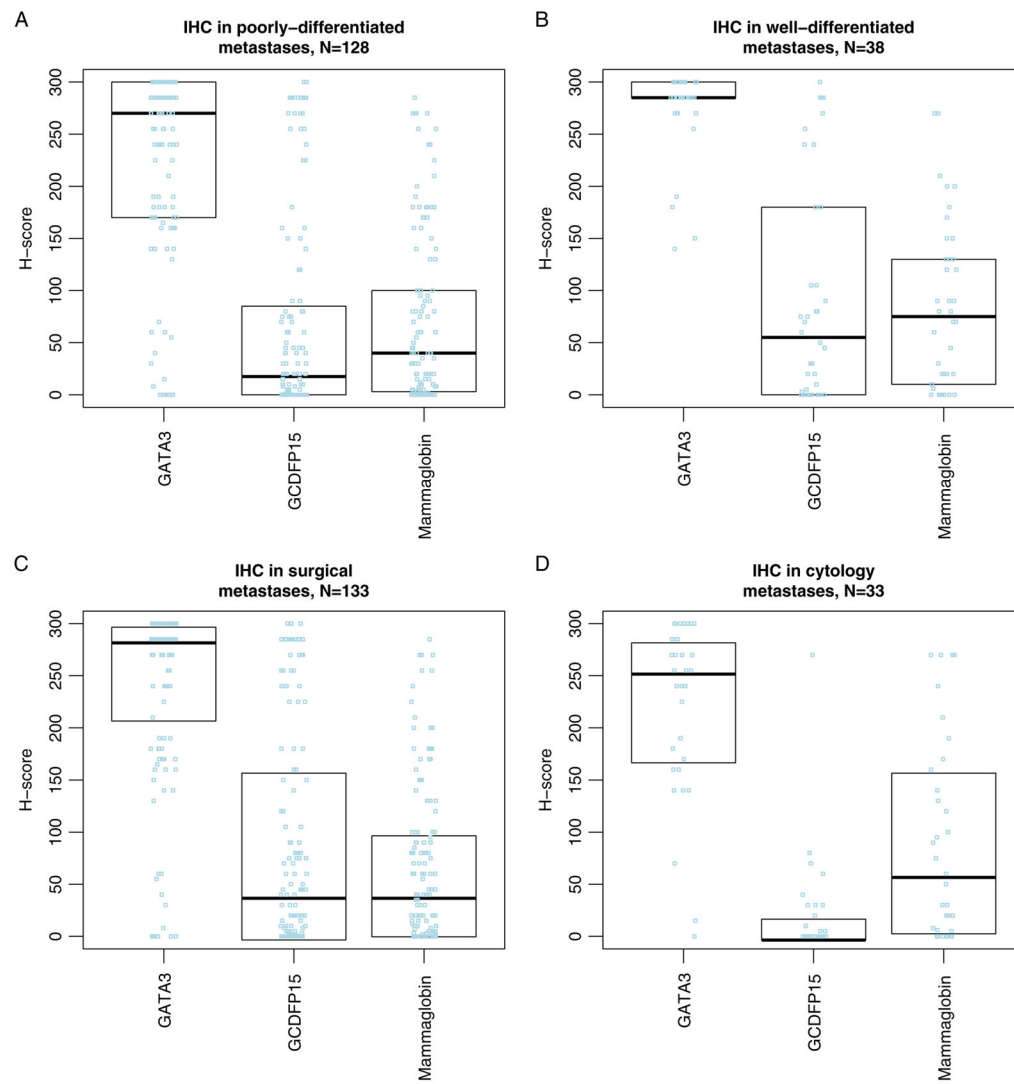 A
IHC in poorly−differentiated
metastases, N=128
H−score
300
250
200
150
100
50
0
GATA3
GCDFP15
Mammaglobin
B
IHC in well−differentiated
metastases, N=38
H−score
300
250
200
150
100
50
0
GATA3
GCDFP15
Mammaglobin
C
IHC in surgical
metastases, N=133
H−score
300
250
200
150
100
50
0
GATA3
GCDFP15
Mammaglobin
D
IHC in cytology
metastases, N=33
H−score
300
250
200
150
100
50
0
GATA3
GCDFP15
Mammaglobin